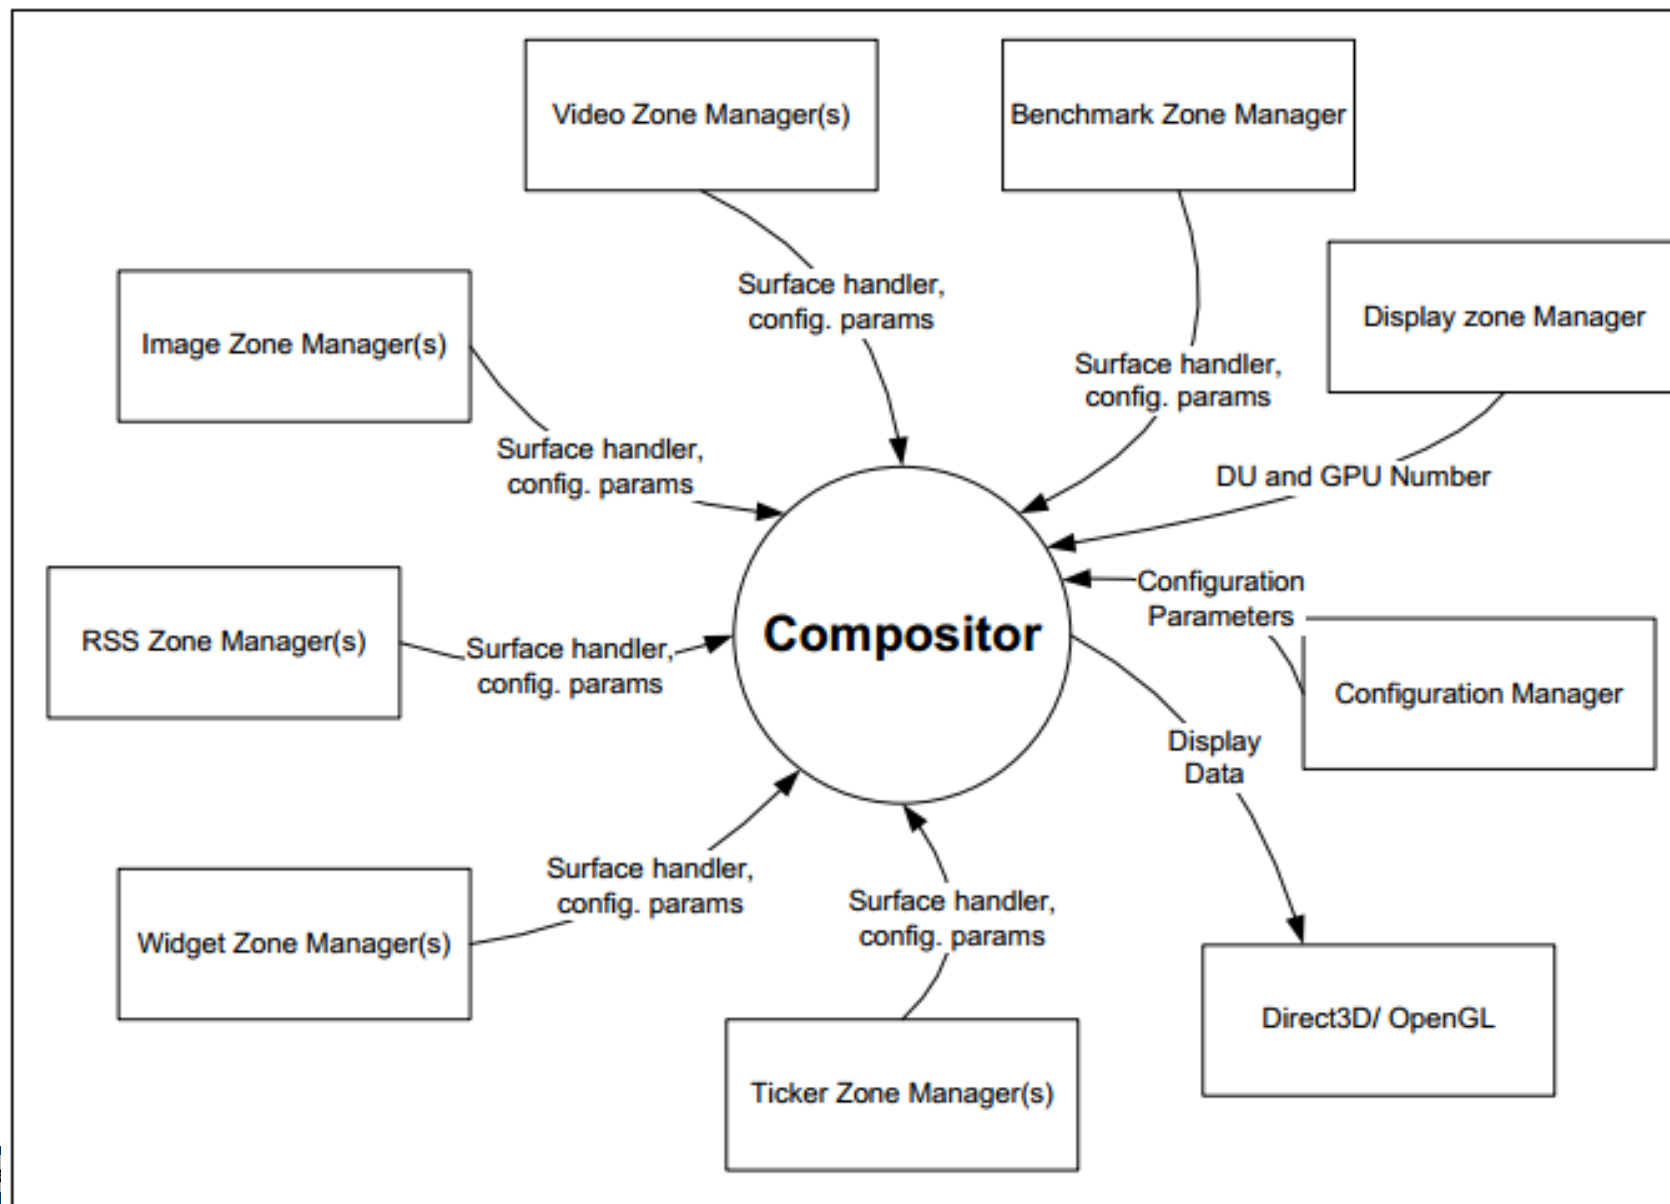 Video Zone Manager(s)
Benchmark Zone Manager
Surface handler,
config. params
Display zone Manager
Image Zone Manager(s)
Surface handler,
config. params
Surface handler,
config. params
DU and GPU Number
Configuration
Parameters
RSS Zone Manager(s)
Surface handler,
config. params
Compositor
Configuration Manager
Display
Data
Surface handler,
config. params
Widget Zone Manager(s)
Surface handler,
config. params
Direct3D/ OpenGL
Ticker Zone Manager(s)